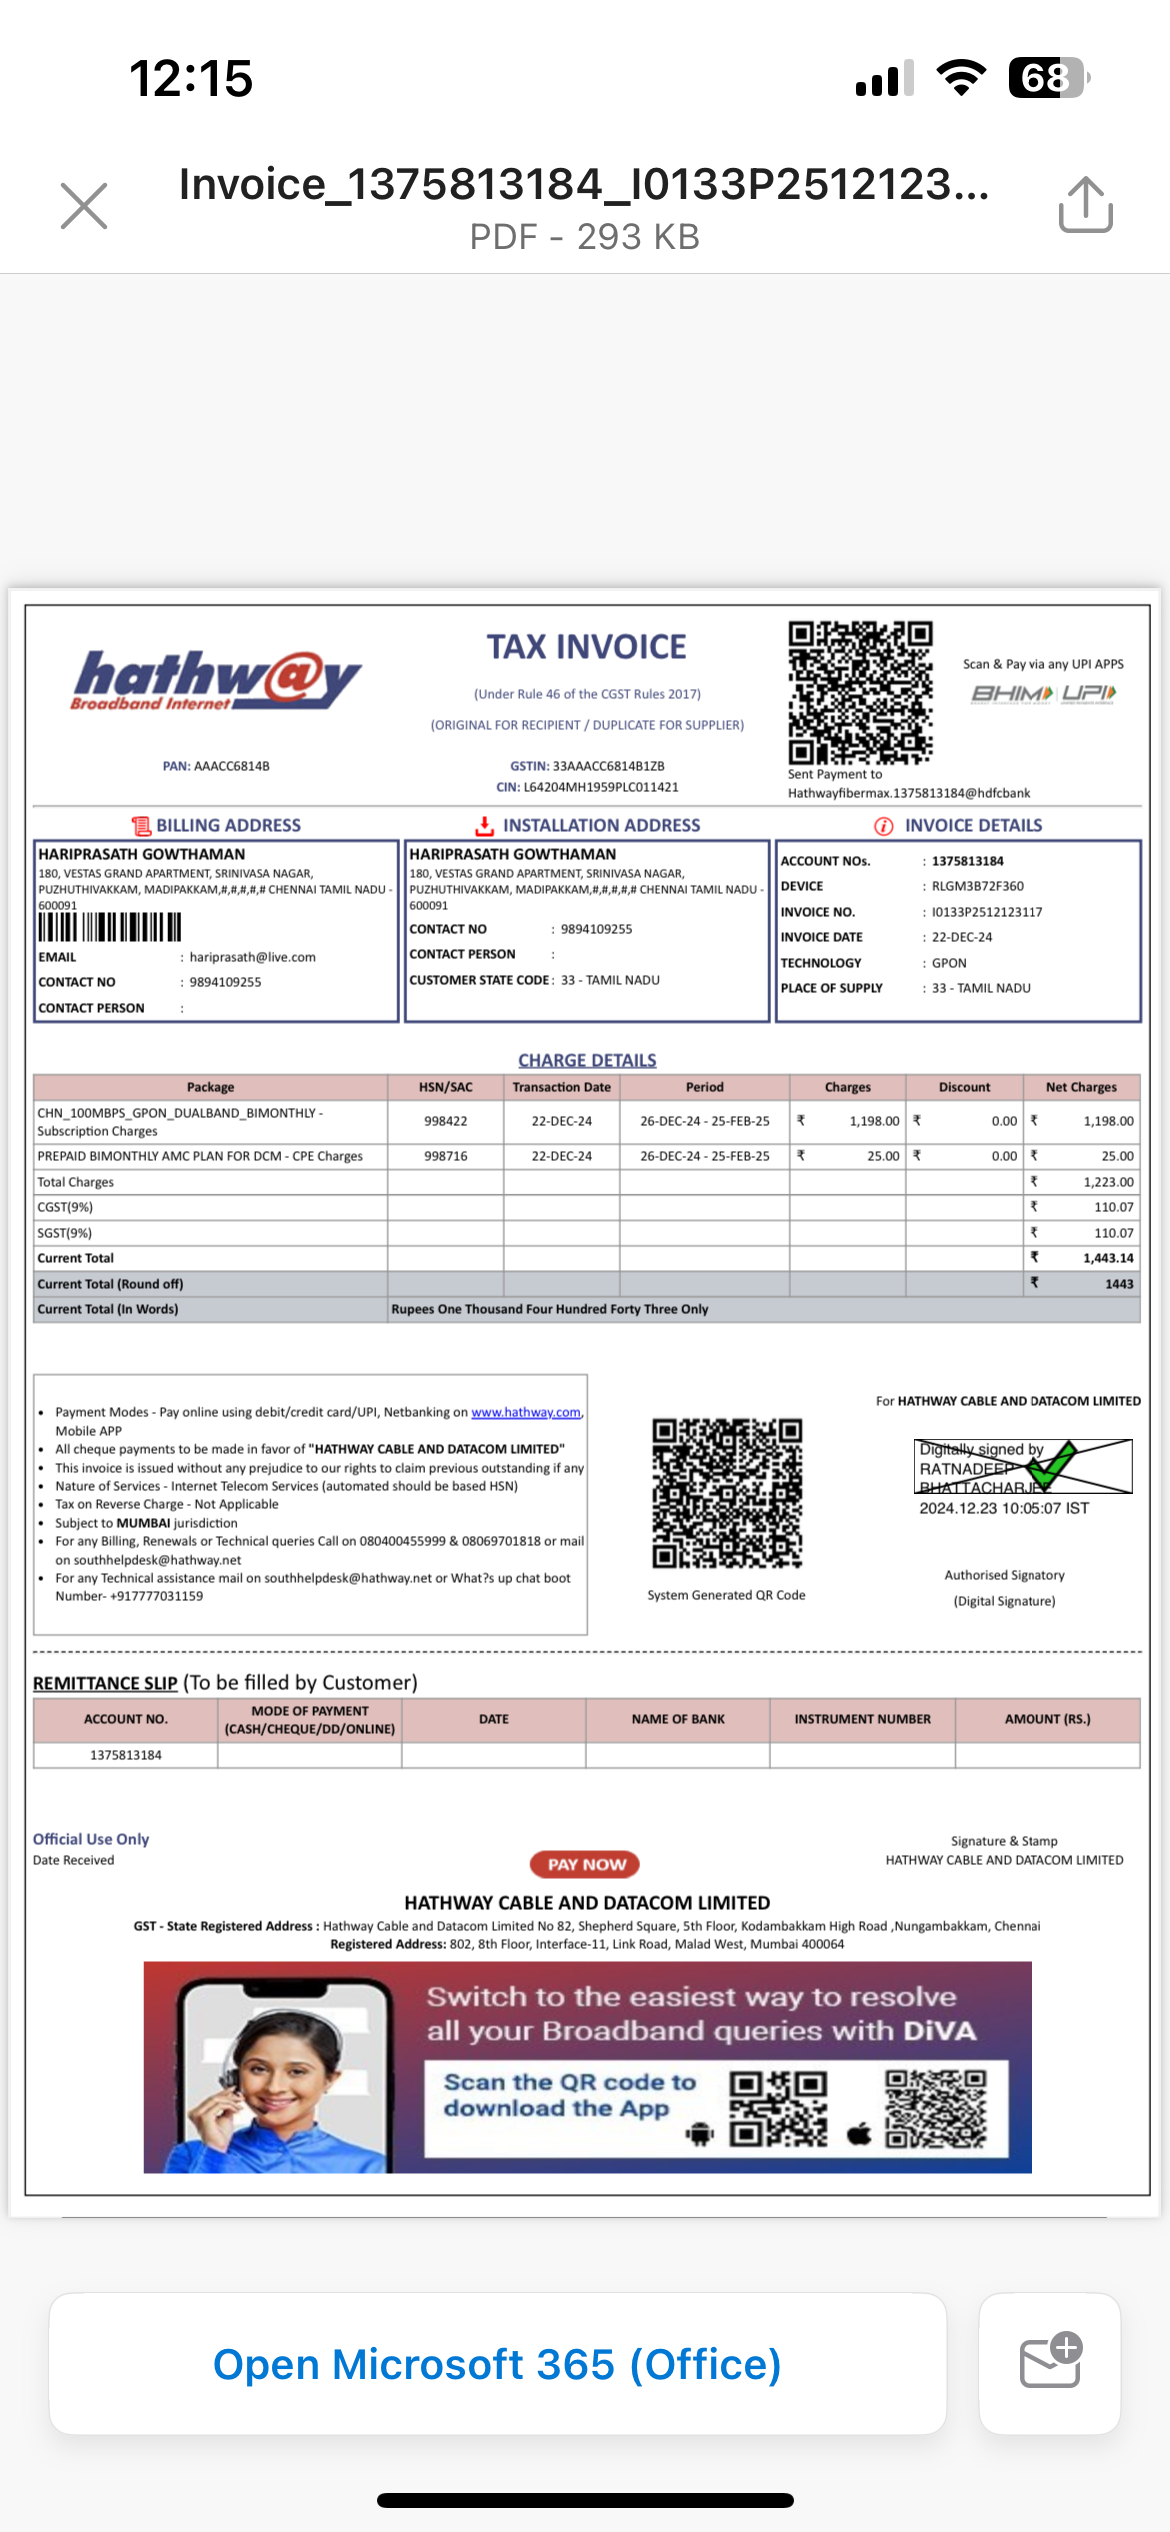 12:15
68
Invoice_1375813184_I0133P2512123...
PDF - 293 KB
hathw@y
Broadband Internet
TAX INVOICE
(Under Rule 46 of the CGST Rules 2017)
(ORIGINAL FOR RECIPIENT / DUPLICATE FOR SUPPLIER)
Scan & Pay via any UPI APPS
BHIM UPI
PAN: AAACC6814B
GSTIN: 33AAACC6814B1ZB
CIN: L64204MH1959PLC011421
Sent Payment to
Hathwayfibermax.1375813184@hdfcbank
BILLING ADDRESS
HARIPRASATH GOWTHAMAN
180, VESTAS GRAND APARTMENT, SRINIVASA NAGAR,
PUZHUTHIVAKKAM, MADIPAKKAM,#,#,#,#,# CHENNAI TAMIL NADU -
600091
EMAIL : hariprasath@live.com
CONTACT NO : 9894109255
CONTACT PERSON :
INSTALLATION ADDRESS
HARIPRASATH GOWTHAMAN
180, VESTAS GRAND APARTMENT, SRINIVASA NAGAR,
PUZHUTHIVAKKAM, MADIPAKKAM,#,#,#,#,# CHENNAI TAMIL NADU -
600091
CONTACT NO : 9894109255
CONTACT PERSON :
CUSTOMER STATE CODE : 33 - TAMIL NADU
INVOICE DETAILS
ACCOUNT NOs. : 1375813184
DEVICE : RLGM3B72F360
INVOICE NO. : I0133P2512123117
INVOICE DATE : 22-DEC-24
TECHNOLOGY : GPON
PLACE OF SUPPLY : 33 - TAMIL NADU
CHARGE DETAILS
Package HSN/SAC Transaction Date Period Charges Discount Net Charges
CHN_100MBPS_GPON_DUALBAND_BIMONTHLY -
Subscription Charges 998422 22-DEC-24 26-DEC-24 - 25-FEB-25 ₹ 1,198.00 ₹ 0.00 ₹ 1,198.00
PREPAID BIMONTHLY AMC PLAN FOR DCM - CPE Charges 998716 22-DEC-24 26-DEC-24 - 25-FEB-25 ₹ 25.00 ₹ 0.00 ₹ 25.00
Total Charges ₹ 1,223.00
CGST(9%) ₹ 110.07
SGST(9%) ₹ 110.07
Current Total ₹ 1,443.14
Current Total (Round off) ₹ 1443
Current Total (In Words) Rupees One Thousand Four Hundred Forty Three Only
• Payment Modes - Pay online using debit/credit card/UPI, Netbanking on www.hathway.com,
Mobile APP
• All cheque payments to be made in favor of "HATHWAY CABLE AND DATACOM LIMITED"
• This invoice is issued without any prejudice to our rights to claim previous outstanding if any
• Nature of Services - Internet Telecom Services (automated should be based HSN)
• Tax on Reverse Charge - Not Applicable
• Subject to MUMBAI jurisdiction
• For any Billing, Renewals or Technical queries Call on 080400455999 & 08069701818 or mail
on southhelpdesk@hathway.net
• For any Technical assistance mail on southhelpdesk@hathway.net or What?s up chat boot
Number- +917777031159
System Generated QR Code
For HATHWAY CABLE AND DATACOM LIMITED
Digitally signed by
RATNADEEP
BHATTACHARJEE
2024.12.23 10:05:07 IST
Authorised Signatory
(Digital Signature)
REMITTANCE SLIP (To be filled by Customer)
ACCOUNT NO. MODE OF PAYMENT (CASH/CHEQUE/DD/ONLINE) DATE NAME OF BANK INSTRUMENT NUMBER AMOUNT (RS.)
1375813184
Official Use Only
Date Received
PAY NOW
Signature & Stamp
HATHWAY CABLE AND DATACOM LIMITED
HATHWAY CABLE AND DATACOM LIMITED
GST - State Registered Address : Hathway Cable and Datacom Limited No 82, Shepherd Square, 5th Floor, Kodambakkam High Road ,Nungambakkam, Chennai
Registered Address: 802, 8th Floor, Interface-11, Link Road, Malad West, Mumbai 400064
Switch to the easiest way to resolve
all your Broadband queries with DiVA
Scan the QR code to
download the App
Open Microsoft 365 (Office)